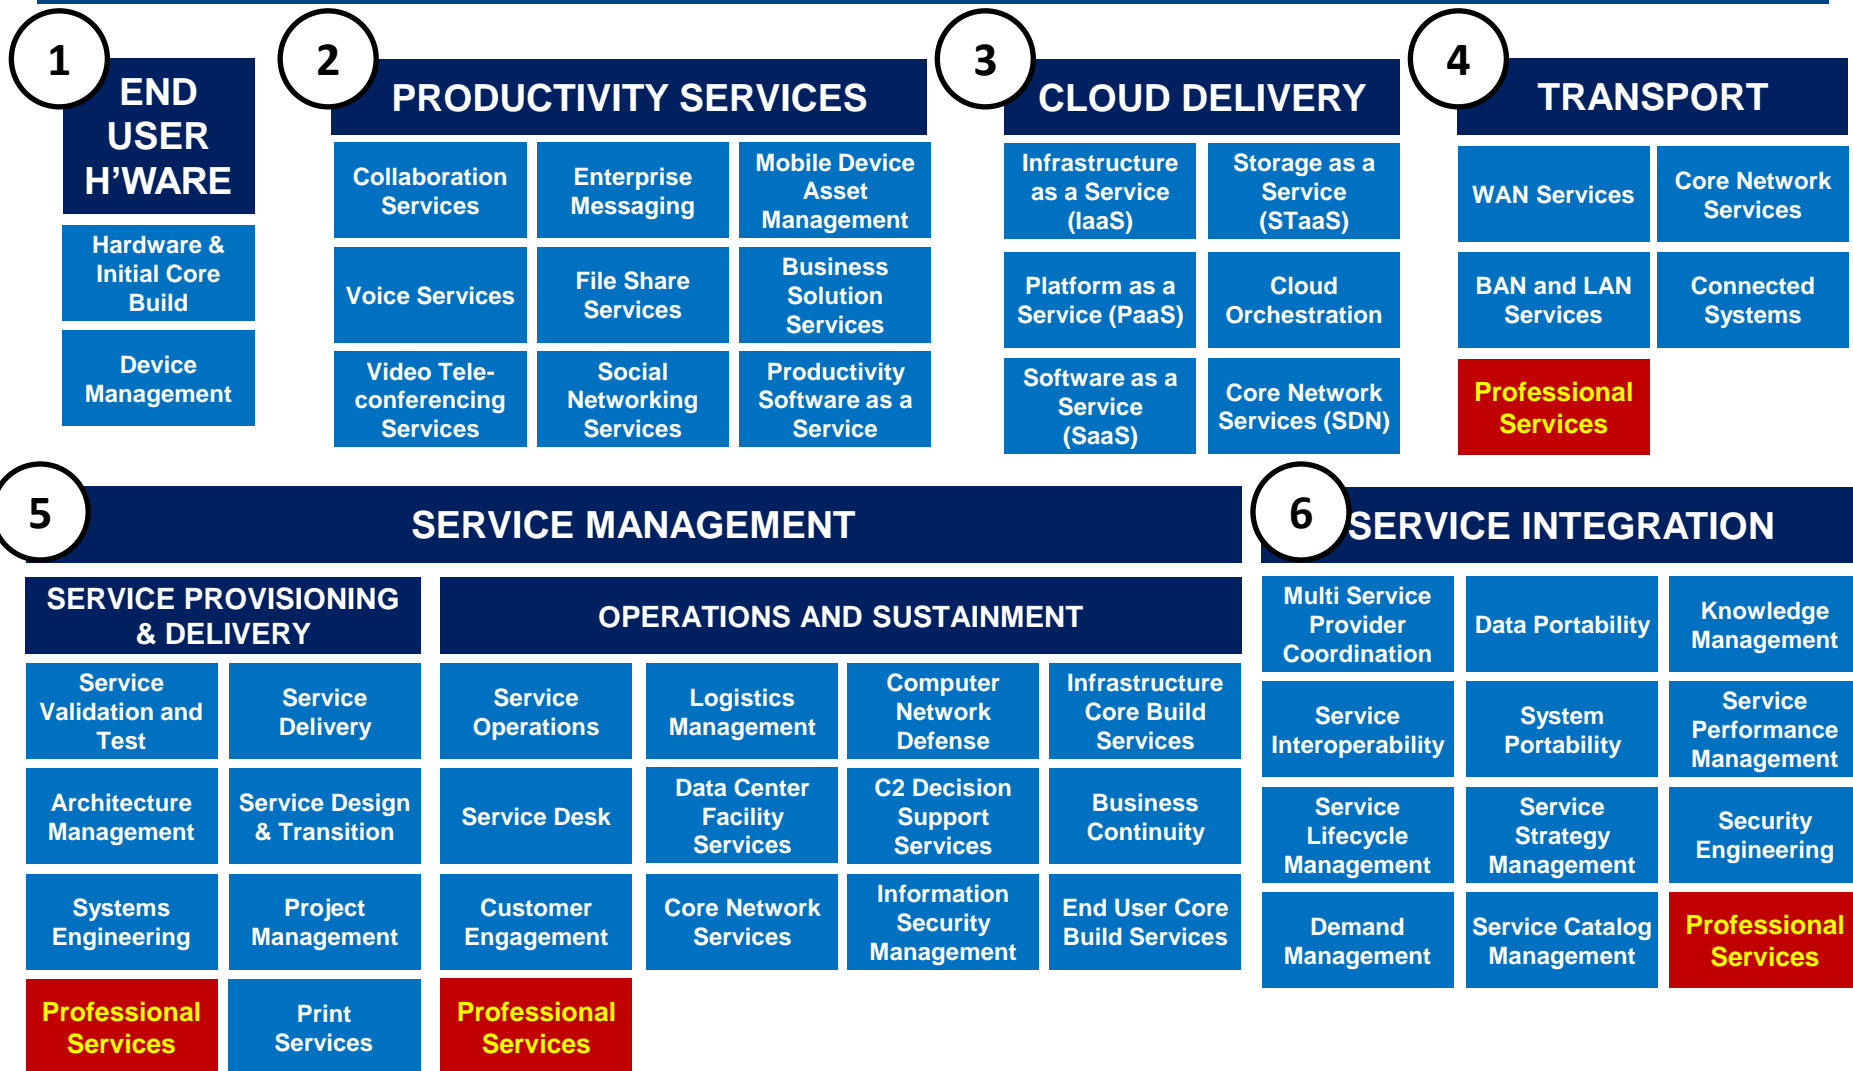 1
END
USER
H’WARE
Hardware &
Initial Core
Build
Device
Management
2
PRODUCTIVITY SERVICES
Collaboration
Services
Enterprise
Messaging
Mobile Device
Asset
Management
Voice Services
File Share
Services
Business
Solution
Services
Video Tele-
conferencing
Services
Social
Networking
Services
Productivity
Software as a
Service
3
CLOUD DELIVERY
Infrastructure
as a Service
(IaaS)
Storage as a
Service
(STaaS)
Platform as a
Service (PaaS)
Cloud
Orchestration
Software as a
Service
(SaaS)
Core Network
Services (SDN)
4
TRANSPORT
WAN Services
Core Network
Services
BAN and LAN
Services
Connected
Systems
Professional
Services
5
SERVICE MANAGEMENT
SERVICE PROVISIONING
& DELIVERY
Service
Validation and
Test
Service
Delivery
Architecture
Management
Service Design
& Transition
Systems
Engineering
Project
Management
Professional
Services
Print
Services
OPERATIONS AND SUSTAINMENT
Service
Operations
Logistics
Management
Computer
Network
Defense
Infrastructure
Core Build
Services
Service Desk
Data Center
Facility
Services
C2 Decision
Support
Services
Business
Continuity
Customer
Engagement
Core Network
Services
Information
Security
Management
End User Core
Build Services
Professional
Services
6
SERVICE INTEGRATION
Multi Service
Provider
Coordination
Data Portability
Knowledge
Management
Service
Interoperability
System
Portability
Service
Performance
Management
Service
Lifecycle
Management
Service
Strategy
Management
Security
Engineering
Demand
Management
Service Catalog
Management
Professional
Services